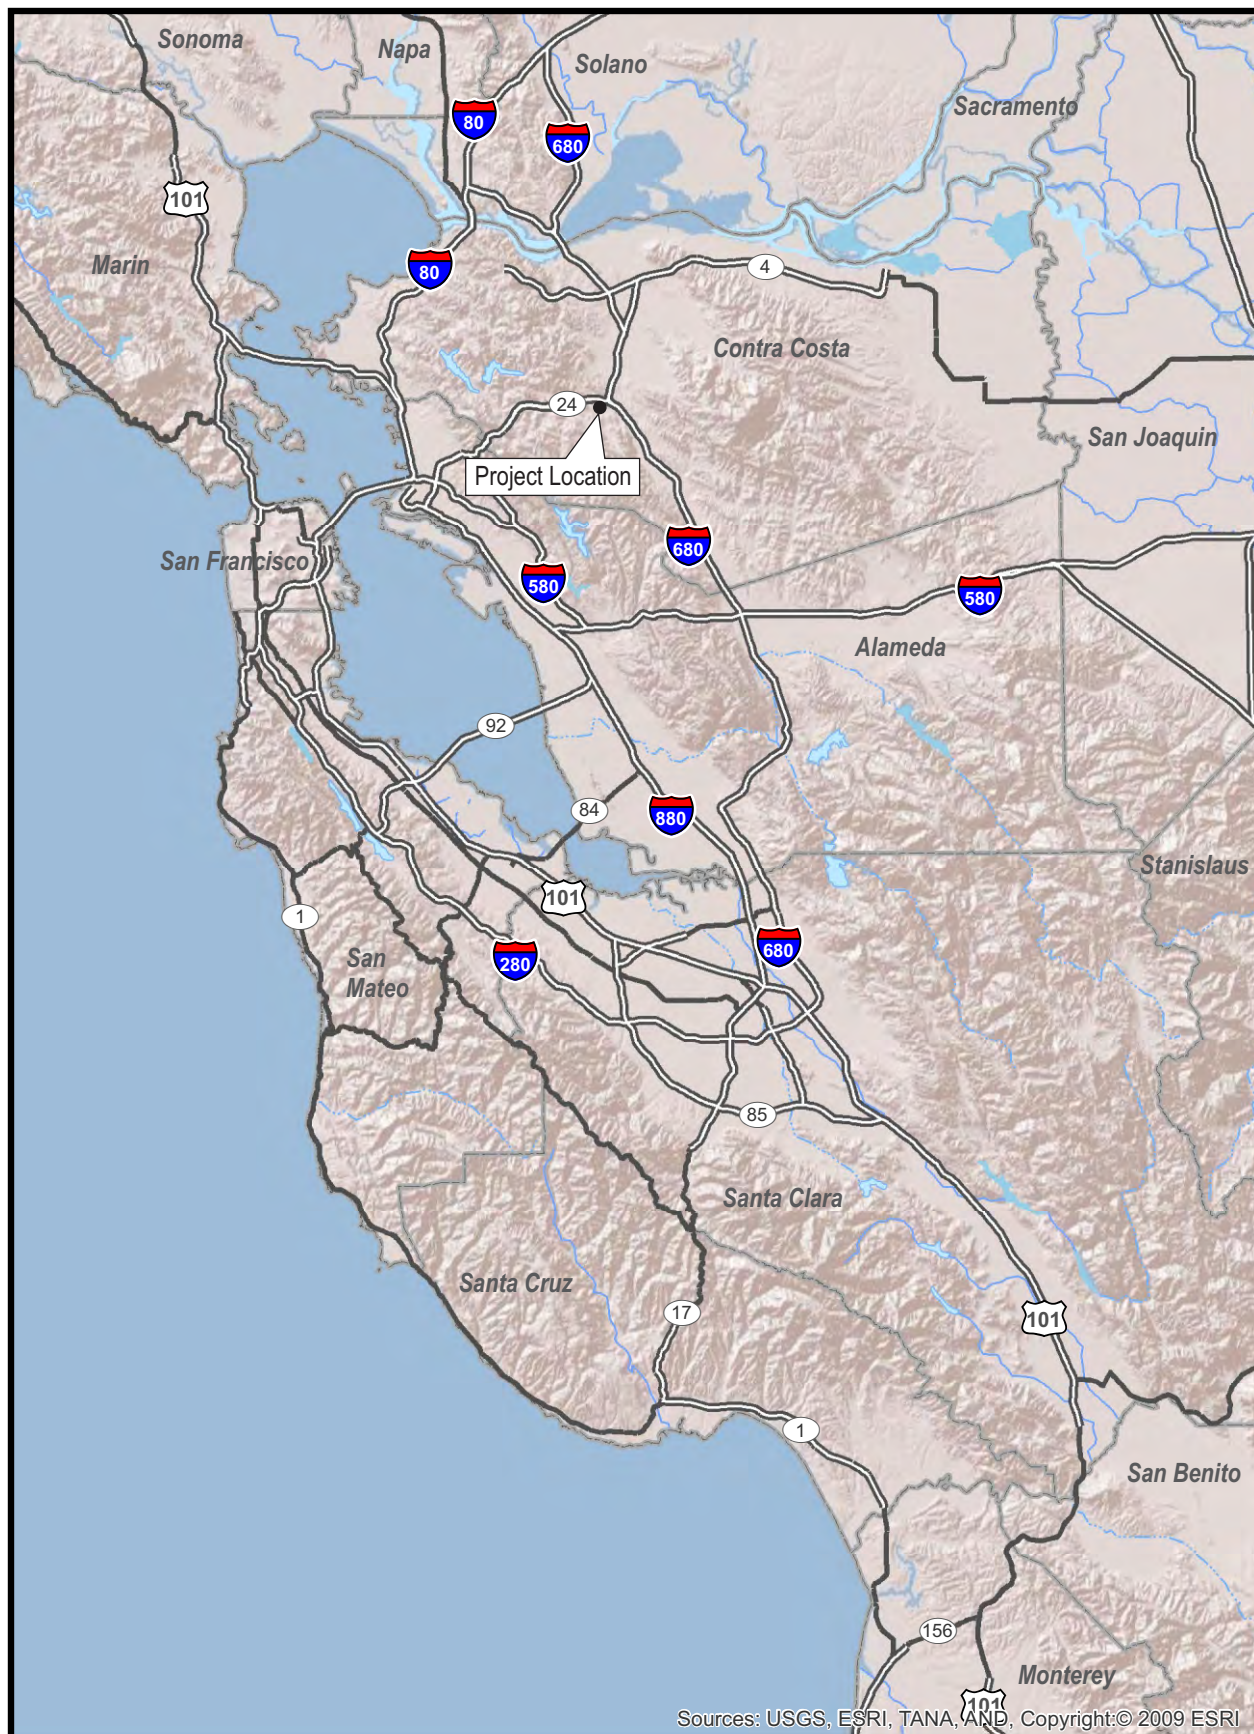 Sonoma
Napa
Solano
Sacramento
80
680
101
Marin
80
4
Contra Costa
24
San Joaquin
Project Location
San Francisco
680
580
580
Alameda
92
84
880
Stanislaus
101
1
680
280
San
Mateo
85
Santa Clara
Santa Cruz
17
101
1
San Benito
156
Monterey
101
Sources: USGS, ESRI, TANA, AND, Copyright:© 2009 ESRI